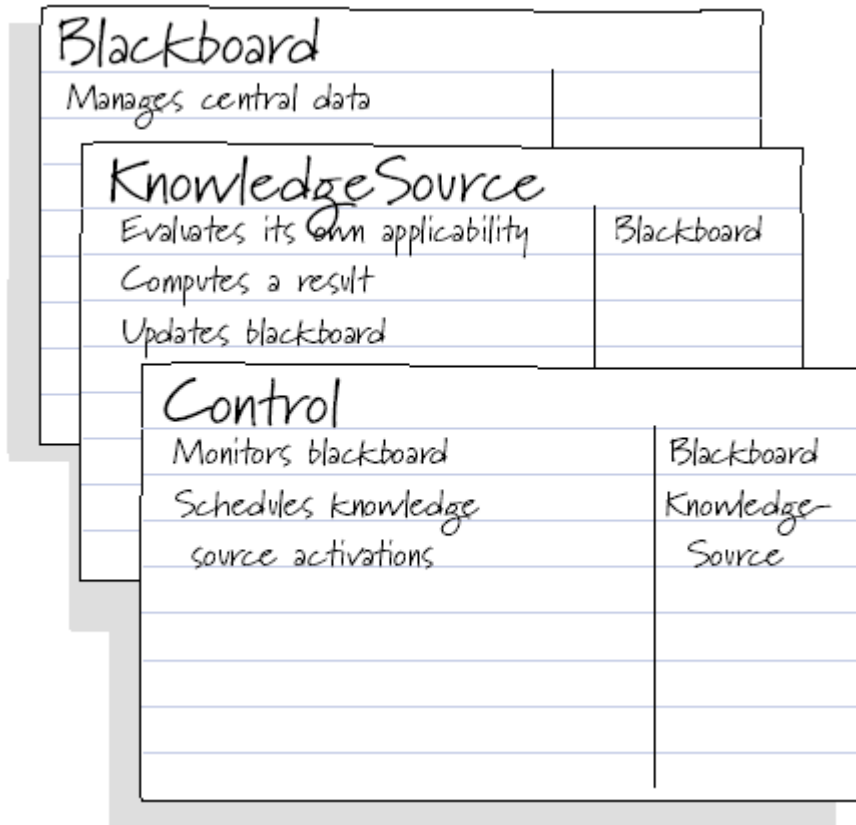 Blackboard
Manages central data
KnowledgeSource
Evaluates its own applicability
Blackboard
Computes a result
Updates blackboard
Control
Monitors blackboard
Blackboard
Schedules knowledge
Knowledge-
source activations
Source